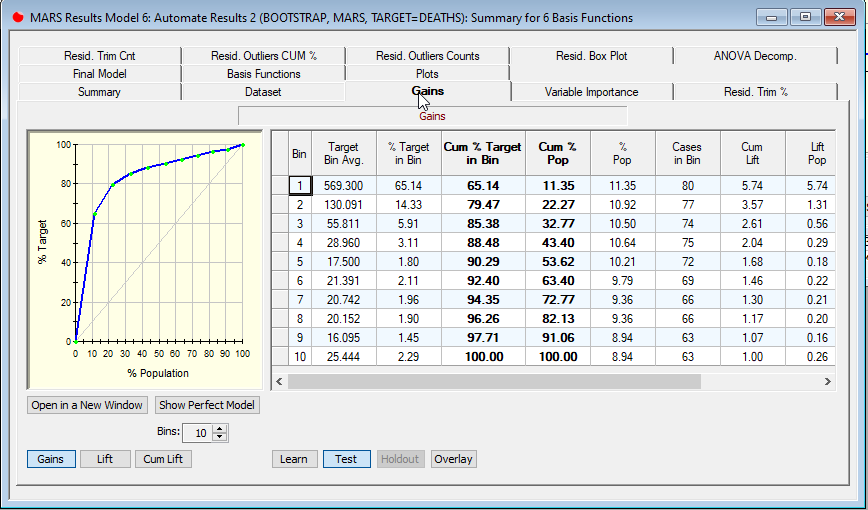 MARS Results Model 6: Automate Results 2 (BOOTSTRAP, MARS, TARGET=DEATHS): Summary for 6 Basis Functions
Resid. Trim Cnt Resid. Outliers CUM % Resid. Outliers Counts Resid. Box Plot ANOVA Decomp.
Final Model Basis Functions Plots
Summary Dataset Gains Variable Importance Resid. Trim %
Gains
% Target
100
80
60
40
20
0
0 10 20 30 40 50 60 70 80 90 100
% Population
Bin Target Bin Avg. % Target in Bin Cum % Target in Bin Cum % Pop % Pop Cases in Bin Cum Lift Lift Pop
1 569.300 65.14 65.14 11.35 11.35 80 5.74 5.74
2 130.091 14.33 79.47 22.27 10.92 77 3.57 1.31
3 55.811 5.91 85.38 32.77 10.50 74 2.61 0.56
4 28.960 3.11 88.48 43.40 10.64 75 2.04 0.29
5 17.500 1.80 90.29 53.62 10.21 72 1.68 0.18
6 21.391 2.11 92.40 63.40 9.79 69 1.46 0.22
7 20.742 1.96 94.35 72.77 9.36 66 1.30 0.21
8 20.152 1.90 96.26 82.13 9.36 66 1.17 0.20
9 16.095 1.45 97.71 91.06 8.94 63 1.07 0.16
10 25.444 2.29 100.00 100.00 8.94 63 1.00 0.26
Open in a New Window Show Perfect Model
Bins: 10
Gains Lift Cum Lift Learn Test Holdout Overlay